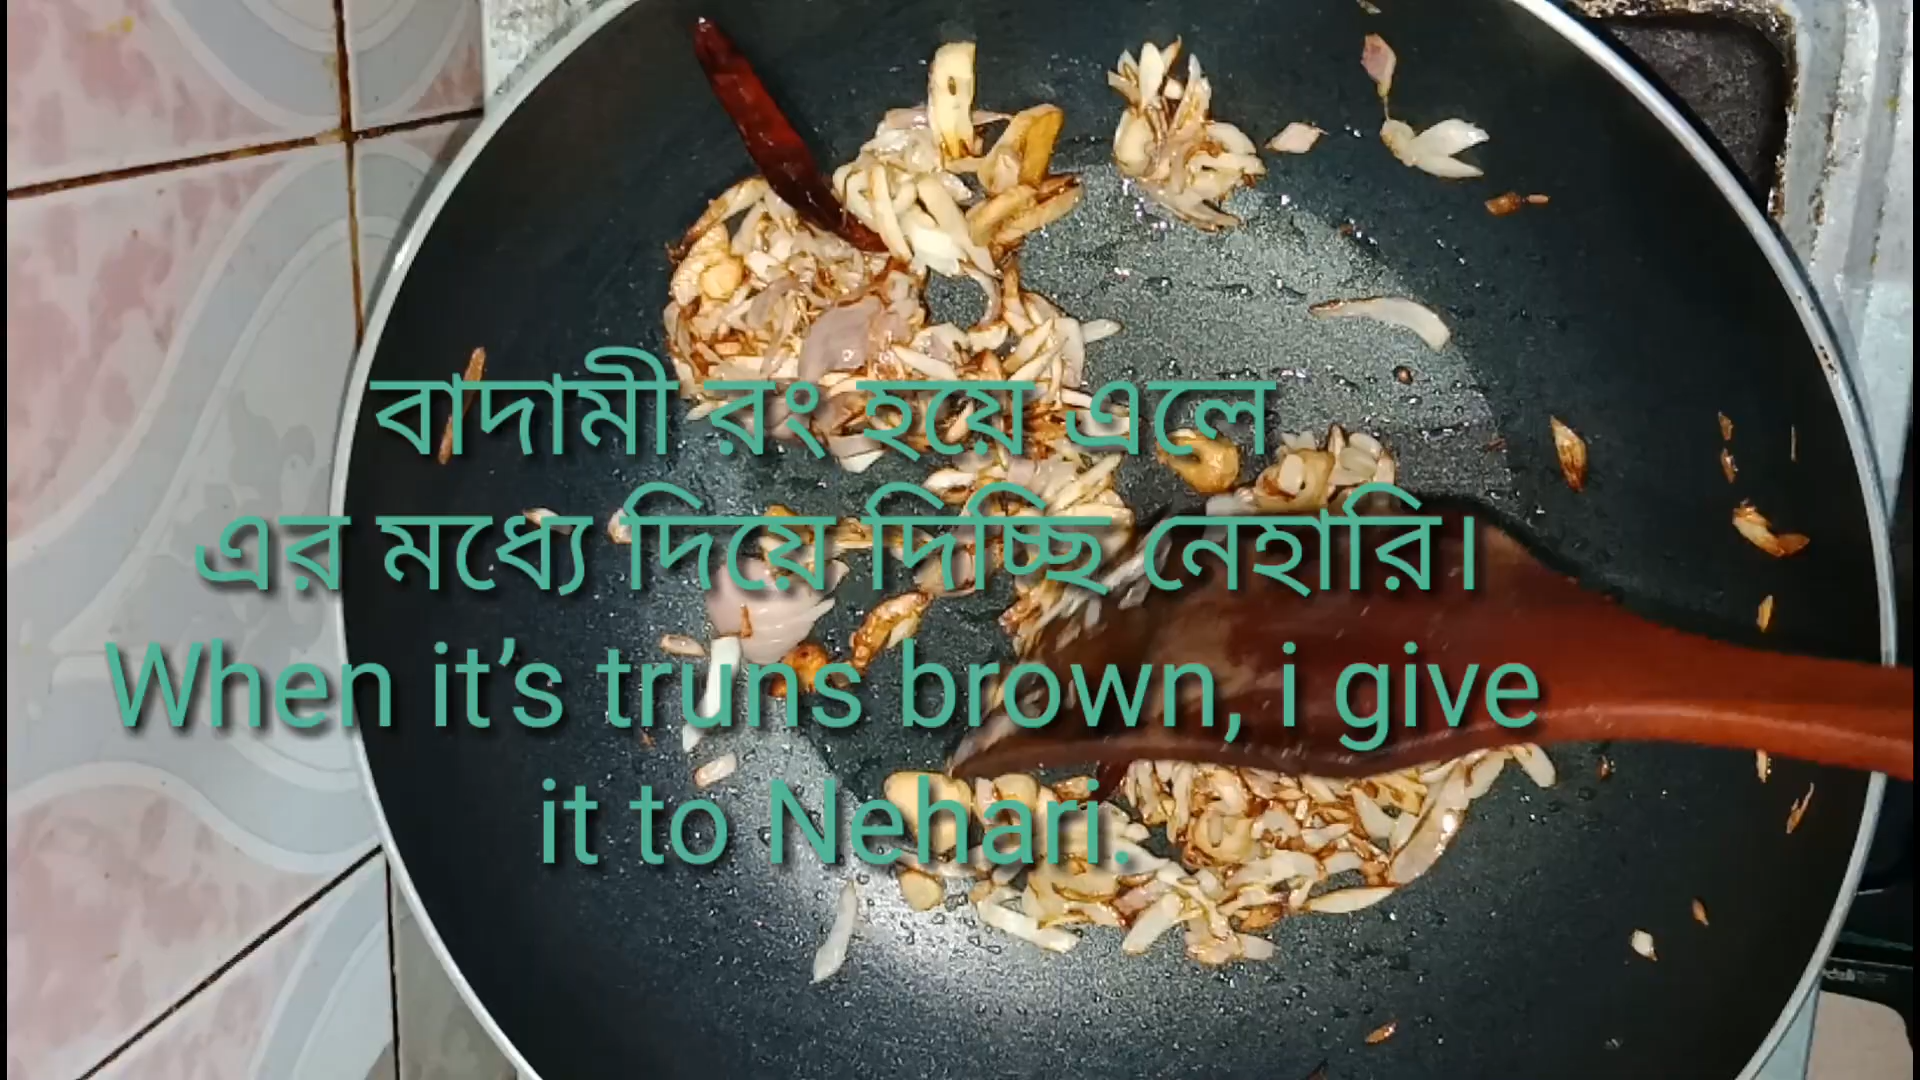 বাদামী রং হয়ে এলে
এর মধ্যে দিয়ে দিচ্ছি নেহারি।
When it’s truns brown, i give
it to Nehari.